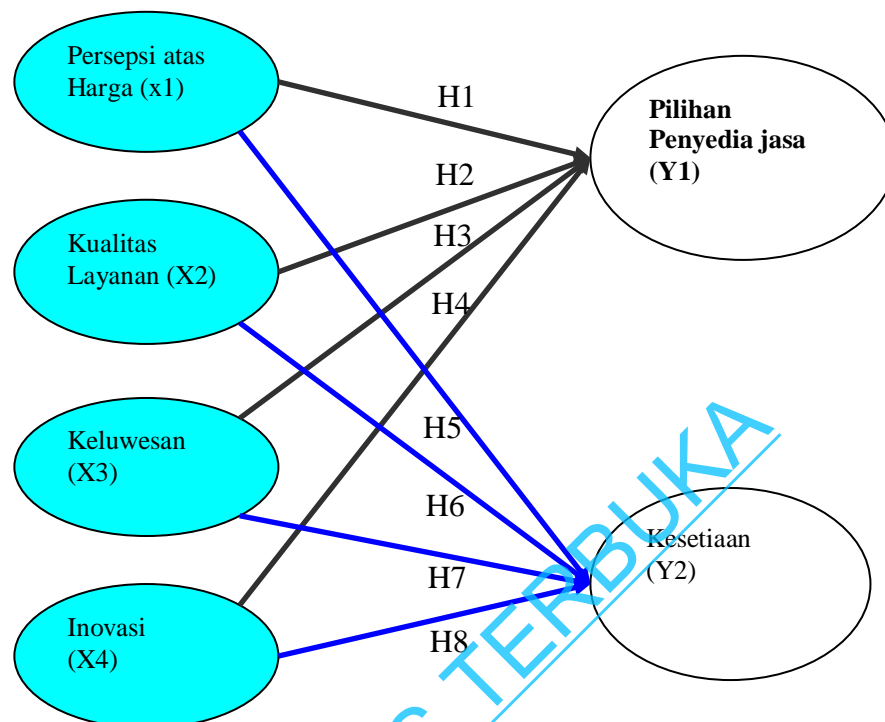 Persepsi atas
Harga (x1)
H1
Pilihan
Penyedia jasa
(Y1)
H2
Kualitas
Layanan (X2)
H3
H4
Keluwesan
(X3)
H5
H6
Kesetiaan
(Y2)
H7
Inovasi
(X4)
H8
TERBUKA